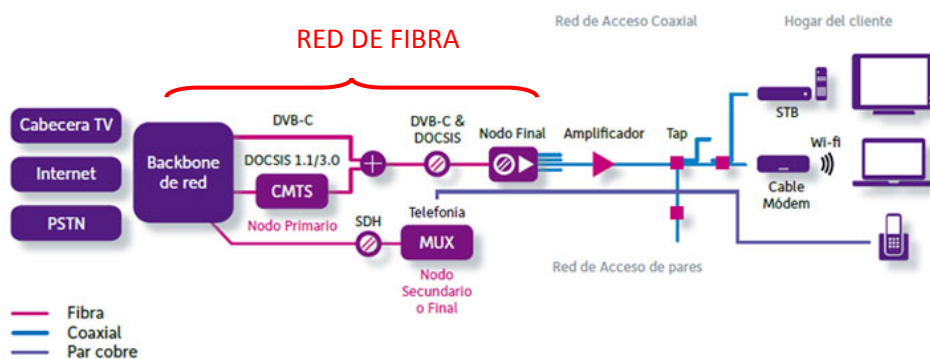 RED DE FIBRA
Red de Acceso Coaxial
Hogar del cliente
Cabecera TV
Internet
PSTN
Backbone
de red
DVB-C
DOCSIS 1.1/3.0
CMTS
Nodo Primario
DVB-C &
DOCSIS
Nodo Final
Amplificador
Tap
STB
Wi-fi
Cable
Módem
SDH
Telefonía
MUX
Nodo
Secundario
o Final
Red de Acceso de pares
Fibra
Coaxial
Par cobre